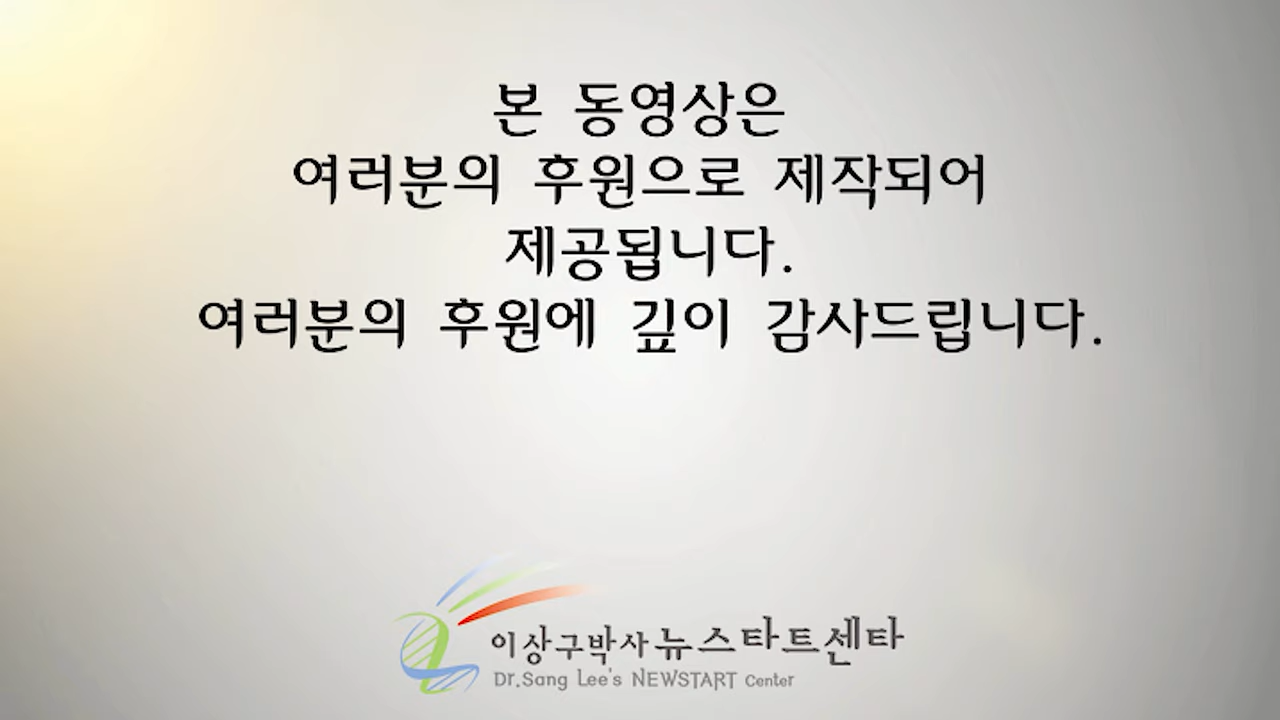 본 동영상은
여러분의 후원으로 제작되어
제공됩니다.
여러분의 후원에 깊이 감사드립니다.
이상구박사 뉴스타트센타
Dr.Sang Lee's NEWSTART Center